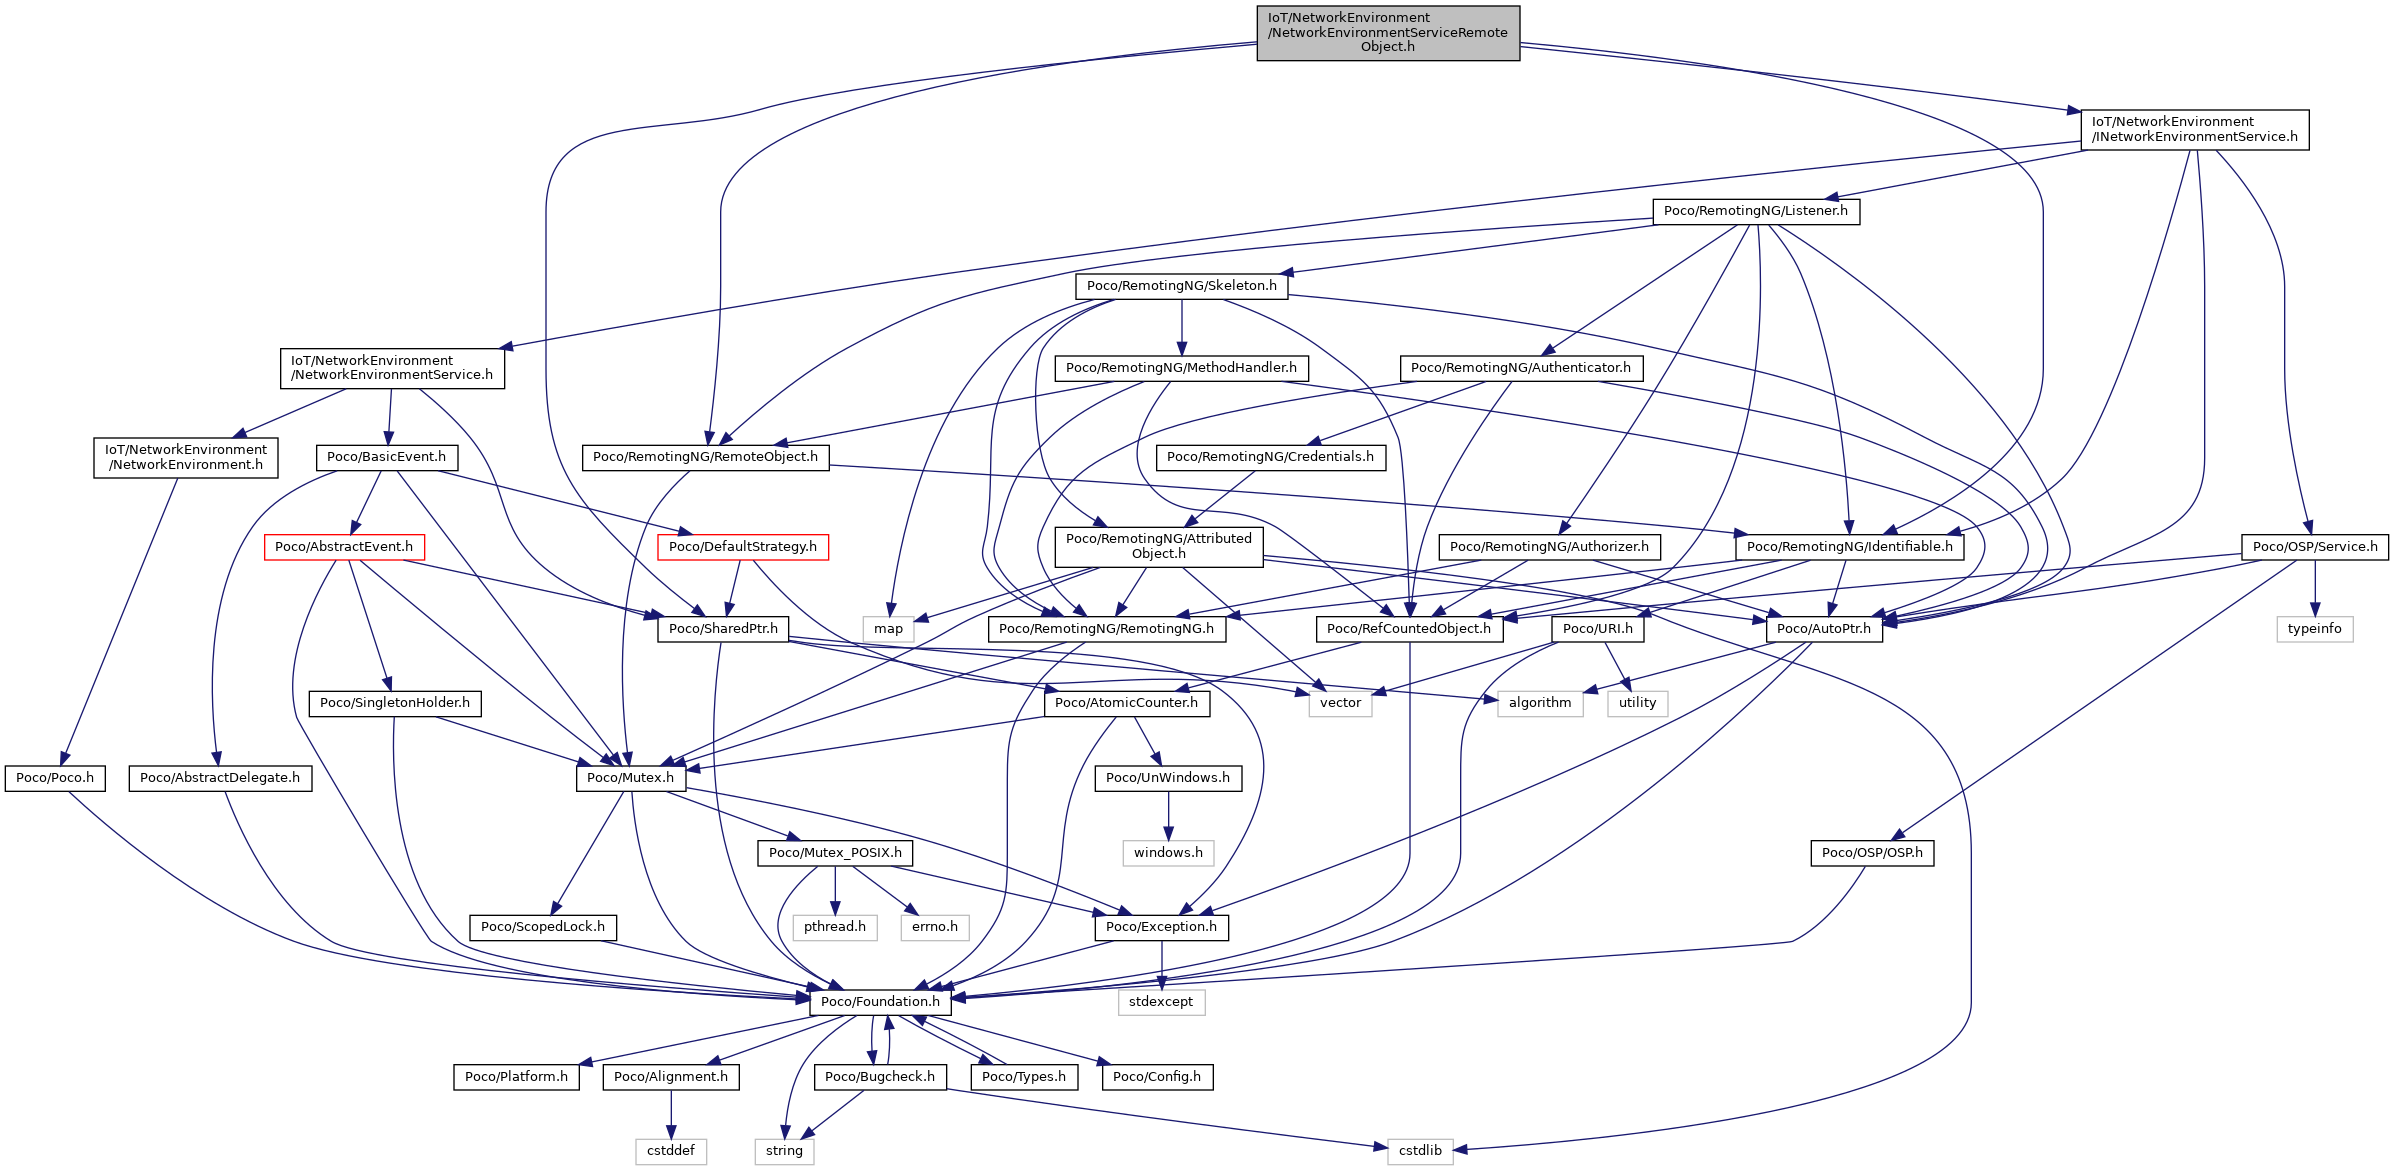 IoT/NetworkEnvironment
/NetworkEnvironmentServiceRemote
Object.h
IoT/NetworkEnvironment
/INetworkEnvironmentService.h
Poco/RemotingNG/Listener.h
Poco/RemotingNG/Skeleton.h
IoT/NetworkEnvironment
/NetworkEnvironmentService.h
Poco/RemotingNG/MethodHandler.h
Poco/RemotingNG/Authenticator.h
IoT/NetworkEnvironment
/NetworkEnvironment.h
Poco/BasicEvent.h
Poco/RemotingNG/RemoteObject.h
Poco/RemotingNG/Credentials.h
Poco/AbstractEvent.h
Poco/DefaultStrategy.h
Poco/RemotingNG/Attributed
Object.h
Poco/RemotingNG/Authorizer.h
Poco/RemotingNG/Identifiable.h
Poco/OSP/Service.h
Poco/SharedPtr.h
map
Poco/RemotingNG/RemotingNG.h
Poco/RefCountedObject.h
Poco/URI.h
Poco/AutoPtr.h
typeinfo
Poco/SingletonHolder.h
Poco/AtomicCounter.h
vector
algorithm
utility
Poco/Poco.h
Poco/AbstractDelegate.h
Poco/Mutex.h
Poco/UnWindows.h
Poco/Mutex_POSIX.h
windows.h
Poco/OSP/OSP.h
Poco/ScopedLock.h
pthread.h
errno.h
Poco/Exception.h
Poco/Foundation.h
stdexcept
Poco/Platform.h
Poco/Alignment.h
Poco/Bugcheck.h
Poco/Types.h
Poco/Config.h
cstddef
string
cstdlib